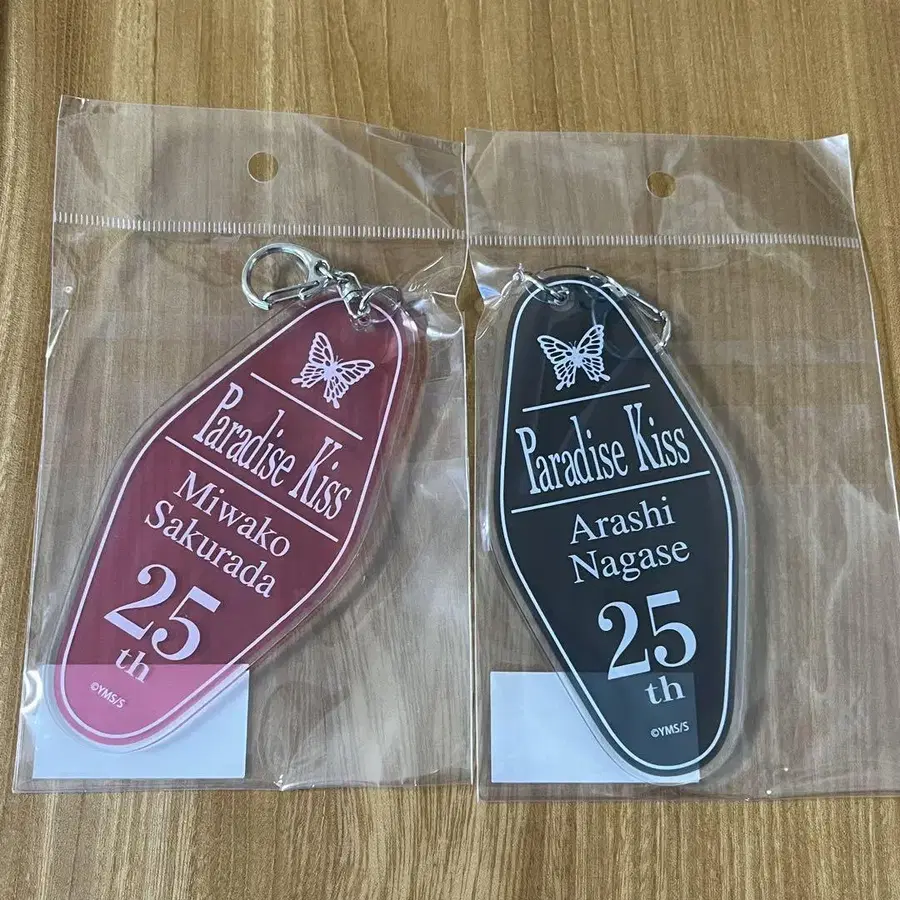 Paradise Kiss
Miwako
Sakurada
25
th
©YMS/S
Paradise Kiss
Arashi
Nagase
25
th
©YMS/S